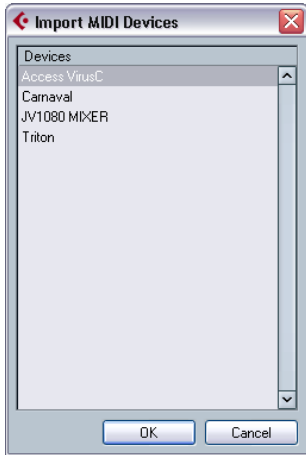 Import MIDI Devices
Devices
Access VirusC
Carnaval
JV1080 MIXER
Triton
OK
Cancel